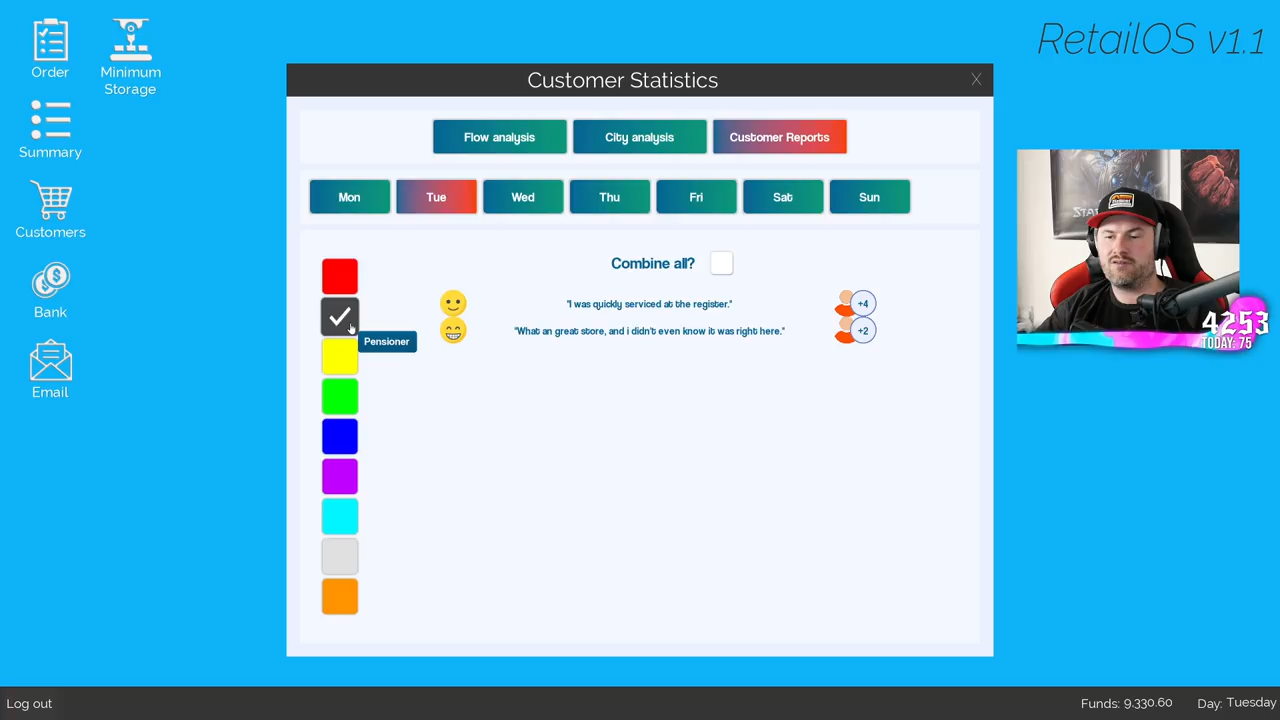 RetailOS v1.1
Order
Minimum
Storage
Summary
Customers
Bank
Email
Customer Statistics
X
Flow analysis
City analysis
Customer Reports
Mon
Tue
Wed
Thu
Fri
Sat
Sun
Combine all?
"I was quickly serviced at the register."
+4
"What an great store, and i didn't even know it was right here."
+2
Pensioner
4253
TODAY: 75
Log out
Funds: 9,330.60
Day: Tuesday